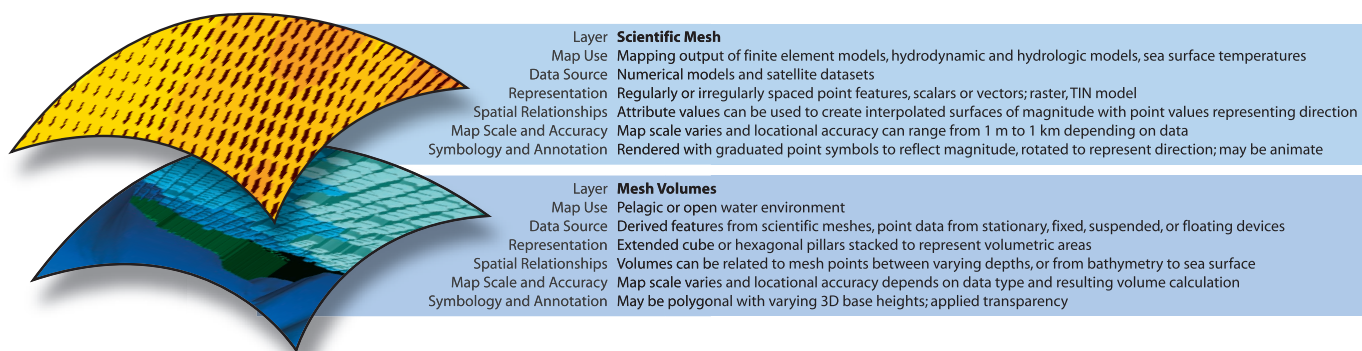 Layer Scientific Mesh
Map Use Mapping output of finite element models, hydrodynamic and hydrologic models, sea surface temperatures
Data Source Numerical models and satellite datasets
Representation Regularly or irregularly spaced point features, scalars or vectors; raster, TIN model
Spatial Relationships Attribute values can be used to create interpolated surfaces of magnitude with point values representing direction
Map Scale and Accuracy Map scale varies and locational accuracy can range from 1 m to 1 km depending on data
Symbology and Annotation Rendered with graduated point symbols to reflect magnitude, rotated to represent direction; may be animate
Layer Mesh Volumes
Map Use Pelagic or open water environment
Data Source Derived features from scientific meshes, point data from stationary, fixed, suspended, or floating devices
Representation Extended cube or hexagonal pillars stacked to represent volumetric areas
Spatial Relationships Volumes can be related to mesh points between varying depths, or from bathymetry to sea surface
Map Scale and Accuracy Map scale varies and locational accuracy depends on data type and resulting volume calculation
Symbology and Annotation May be polygonal with varying 3D base heights; applied transparency